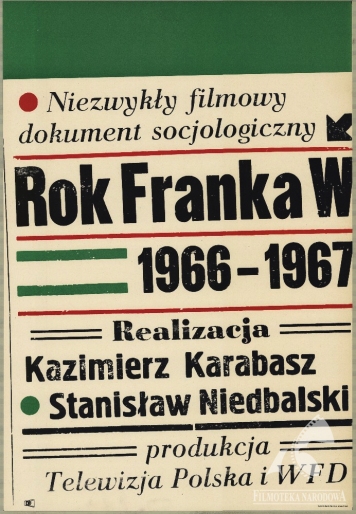 Niezwykły filmowy
dokument socjologiczny
Rok Franka W
1966-1967
Realizacja
Kazimierz Karabasz
Stanisław Niedbalski
produkcja
Telewizja Polska i WFD
FILMOTEKA NARODOWA